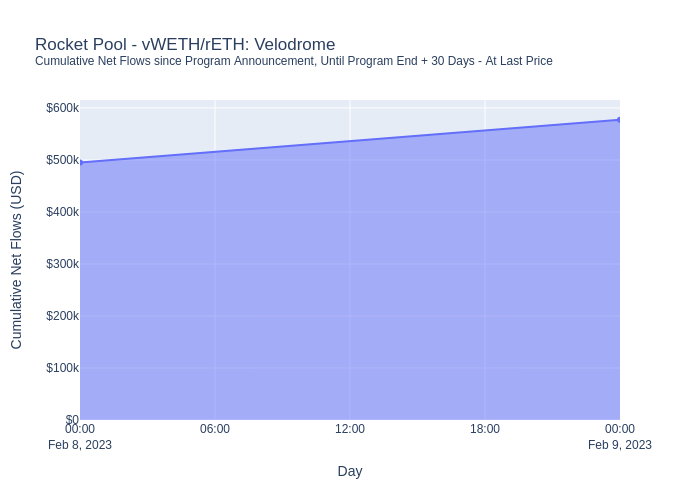 Rocket Pool - vWETH/rETH: Velodrome
Cumulative Net Flows since Program Announcement, Until Program End + 30 Days - At Last Price
Cumulative Net Flows (USD)
$600k
$500k
$400k
$300k
$200k
$100k
$0
00:00
Feb 8, 2023
06:00
12:00
18:00
00:00
Feb 9, 2023
Day